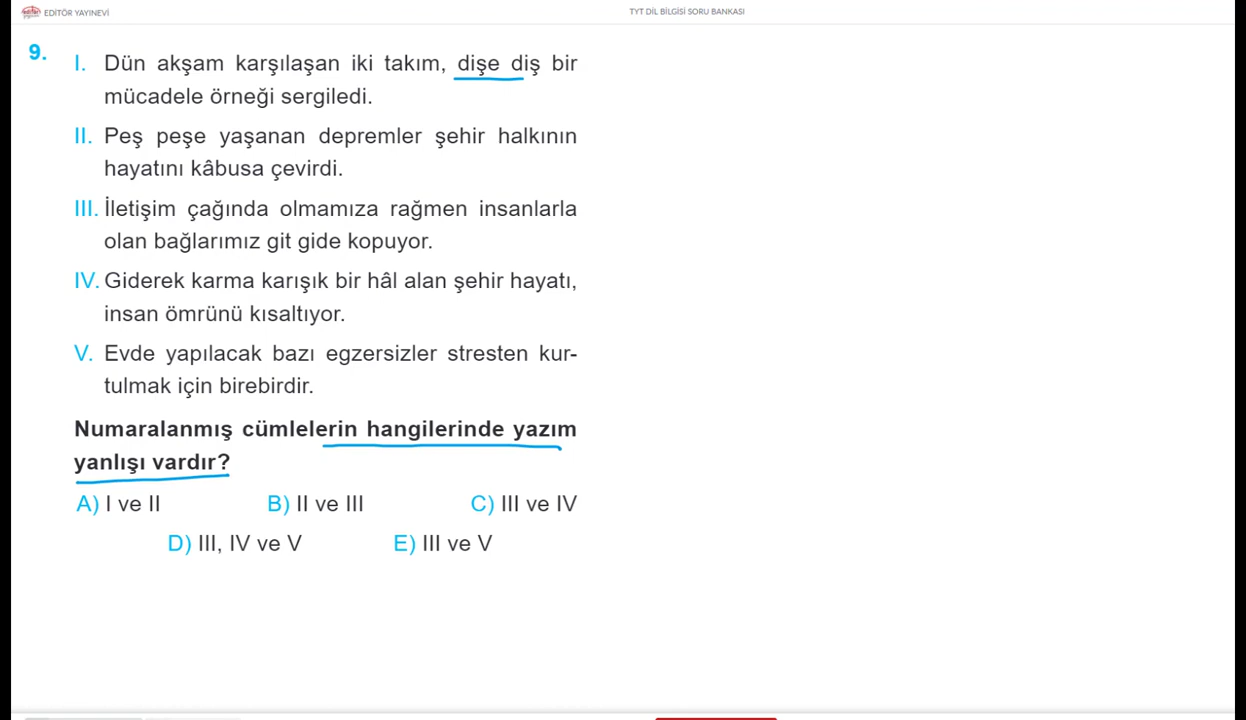 EDİTÖR YAYINEVİ
TYT DİL BİLGİSİ SORU BANKASI
9.
I. Dün akşam karşılaşan iki takım, dişe diş bir
mücadele örneği sergiledi.
II. Peş peşe yaşanan depremler şehir halkının
hayatını kâbusa çevirdi.
III. İletişim çağında olmamıza rağmen insanlarla
olan bağlarımız git gide kopuyor.
IV. Giderek karma karışık bir hâl alan şehir hayatı,
insan ömrünü kısaltıyor.
V. Evde yapılacak bazı egzersizler stresten kur-
tulmak için birebirdir.
Numaralanmış cümlelerin hangilerinde yazım
yanlışı vardır?
A) I ve II B) II ve III C) III ve IV
D) III, IV ve V E) III ve V